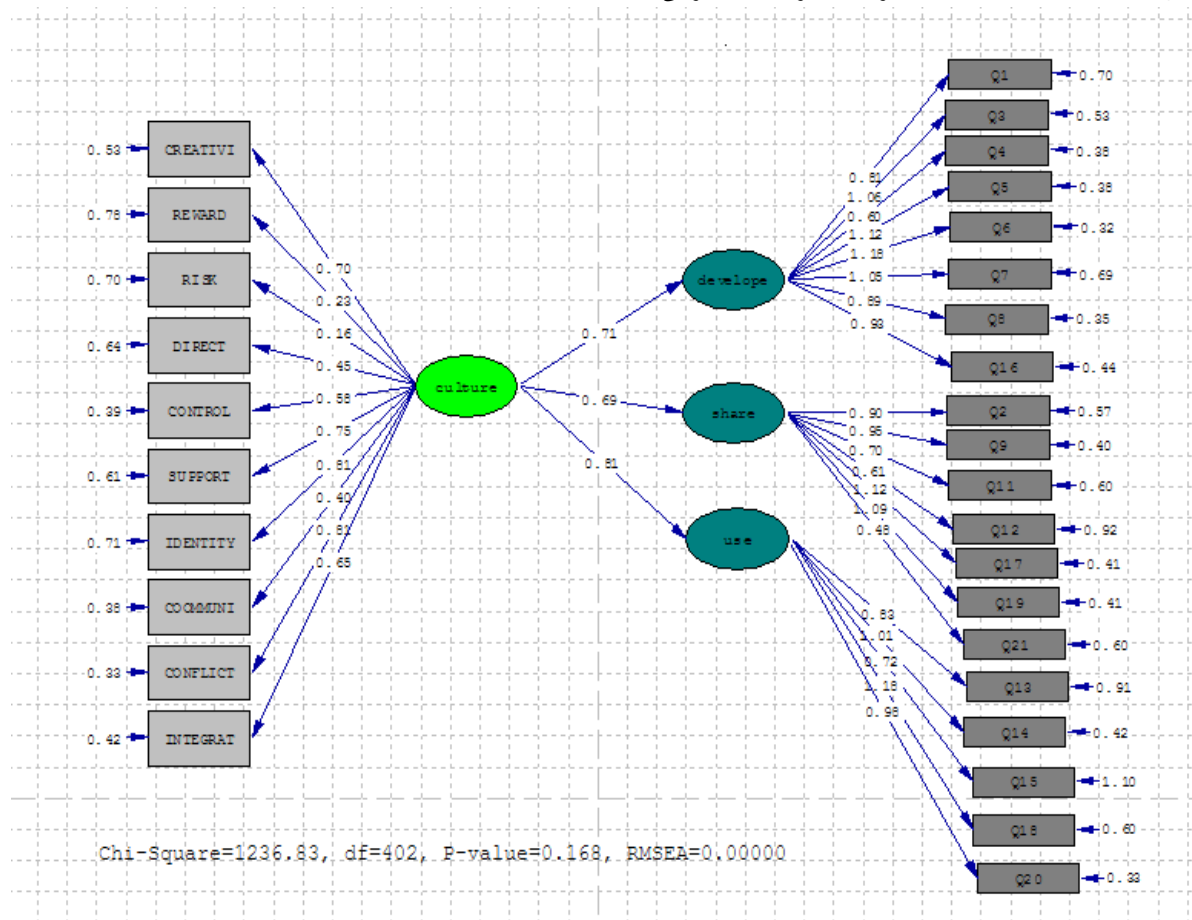 0.53 CREATIVI
0.78 REWARD
0.70 RISK
0.64 DIRECT
0.39 CONTROL
0.61 SUPPORT
0.71 IDENTITY
0.38 COOMMUNI
0.33 CONFLICT
0.42 INTEGRAT
0.70
0.23
0.16
0.45
0.58
0.75
0.81
0.40
0.81
0.65
culture
0.71
0.69
0.81
develope
share
use
0.81
1.06
0.60
1.12
1.18
1.05
0.89
0.93
0.90
0.95
0.70
0.61
1.12
1.09
0.48
0.83
1.01
0.72
1.18
0.98
Q1 0.70
Q3 0.53
Q4 0.38
Q5 0.38
Q6 0.32
Q7 0.69
Q8 0.35
Q16 0.44
Q2 0.57
Q9 0.40
Q11 0.60
Q12 0.92
Q17 0.41
Q19 0.41
Q21 0.60
Q13 0.91
Q14 0.42
Q15 1.10
Q18 0.60
Q20 0.33
Chi-Square=1236.83, df=402, P-value=0.168, RMSEA=0.00000